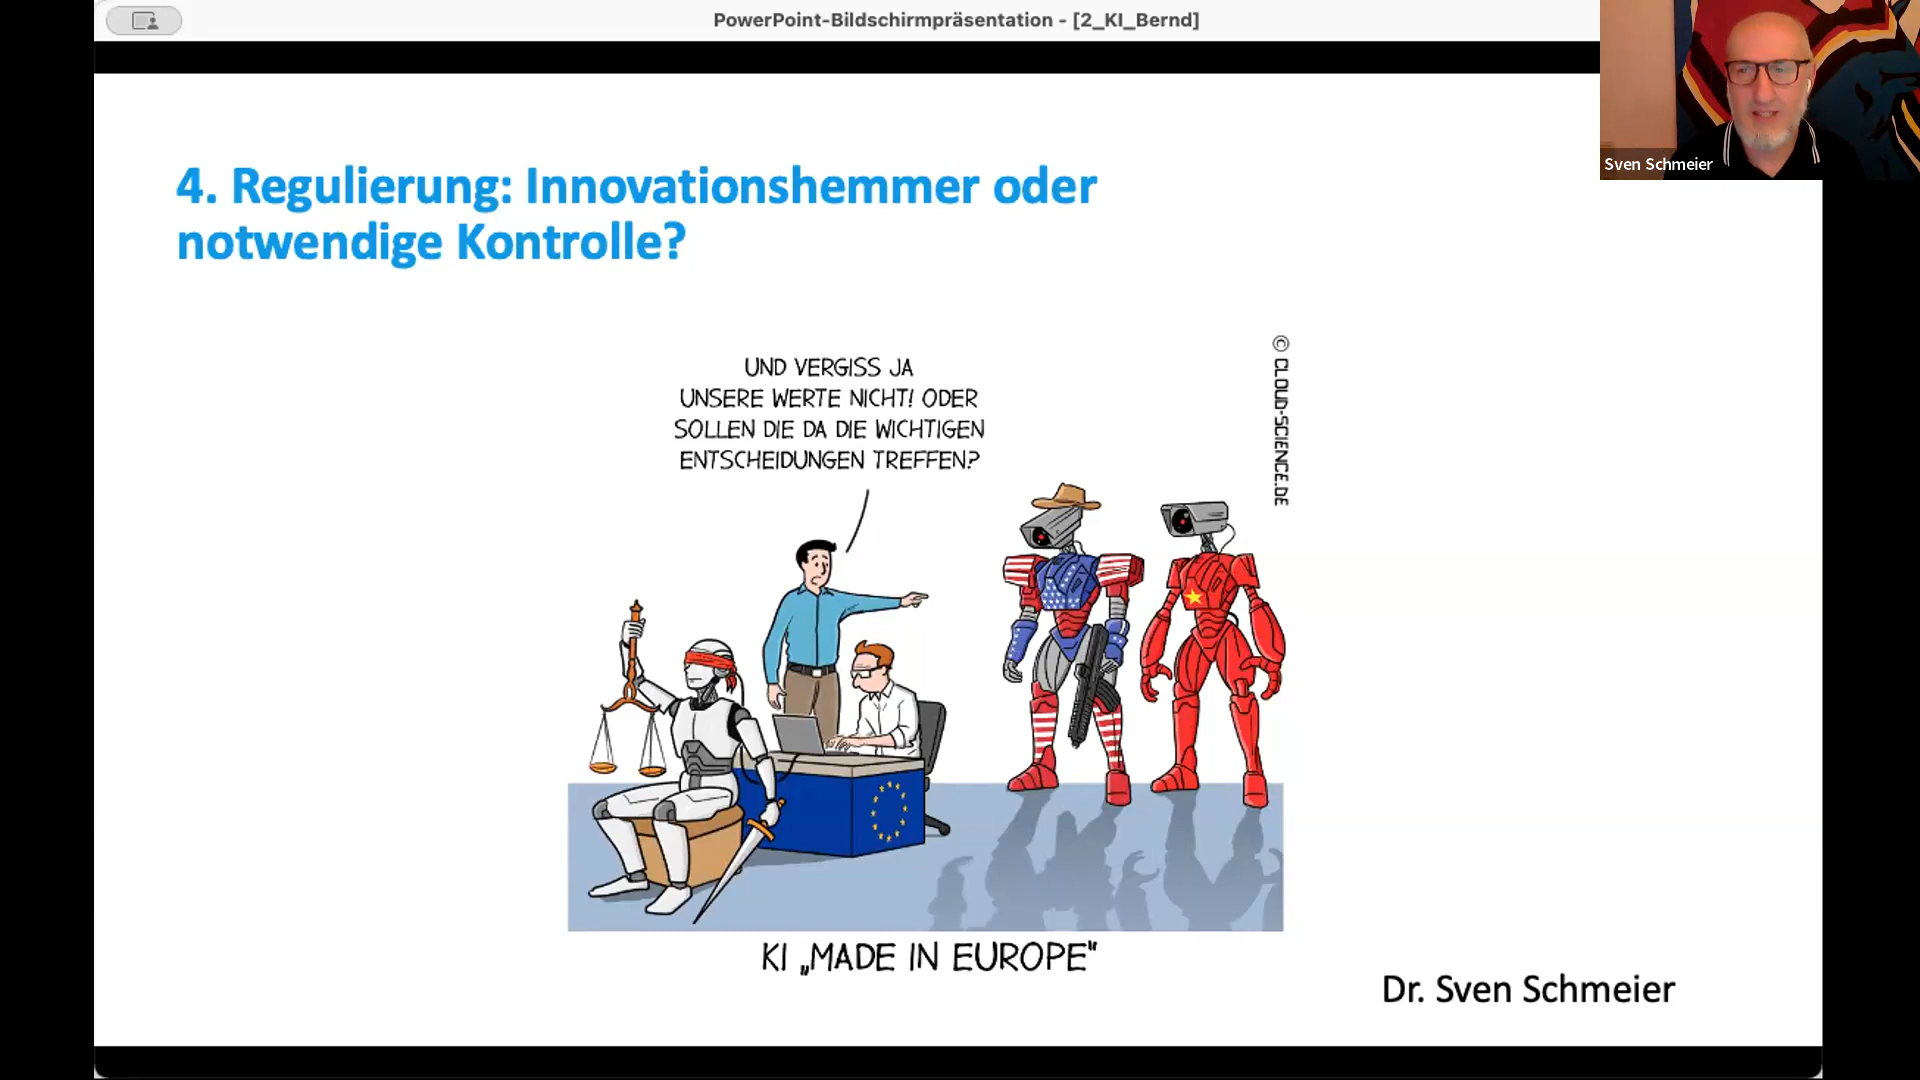 PowerPoint-Bildschirmpräsentation - [2_KI_Bernd]
Sven Schmeier
4. Regulierung: Innovationshemmer oder
notwendige Kontrolle?
© CLOUD-SCIENCE.DE
UND VERGISS JA
UNSERE WERTE NICHT! ODER
SOLLEN DIE DA DIE WICHTIGEN
ENTSCHEIDUNGEN TREFFEN?
KI „MADE IN EUROPE"
Dr. Sven Schmeier